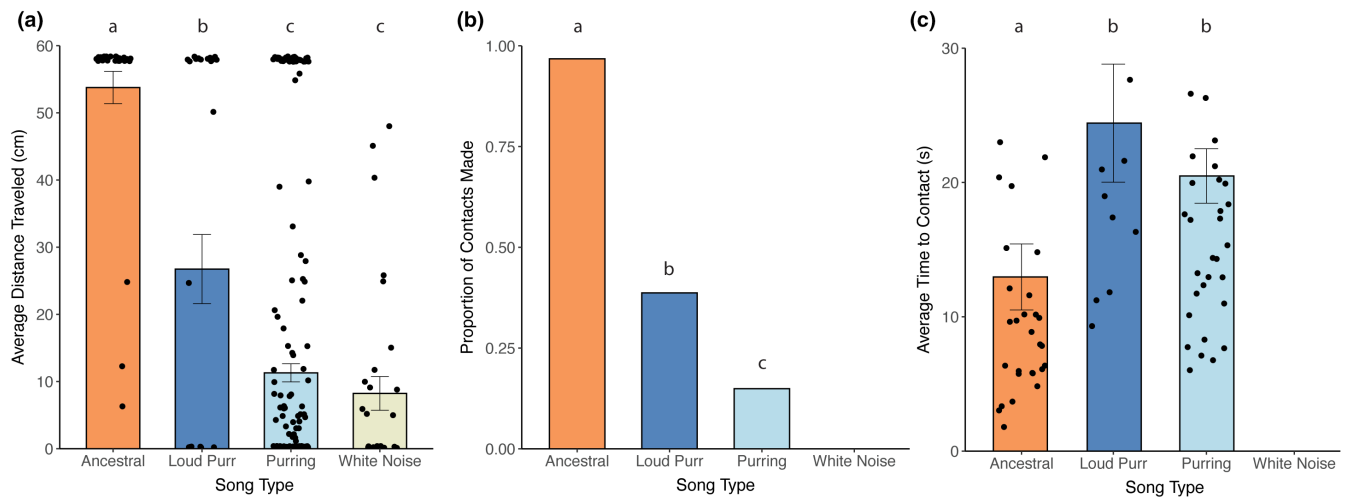 (a)
a b c c
60
50
40
30
20
10
0
Average Distance Traveled (cm)
Ancestral Loud Purr Purring White Noise
Song Type
(b)
a
b
c
1.00
0.75
0.50
0.25
0.00
Proportion of Contacts Made
Ancestral Loud Purr Purring White Noise
Song Type
(c)
a b b
30
20
10
0
Average Time to Contact (s)
Ancestral Loud Purr Purring White Noise
Song Type